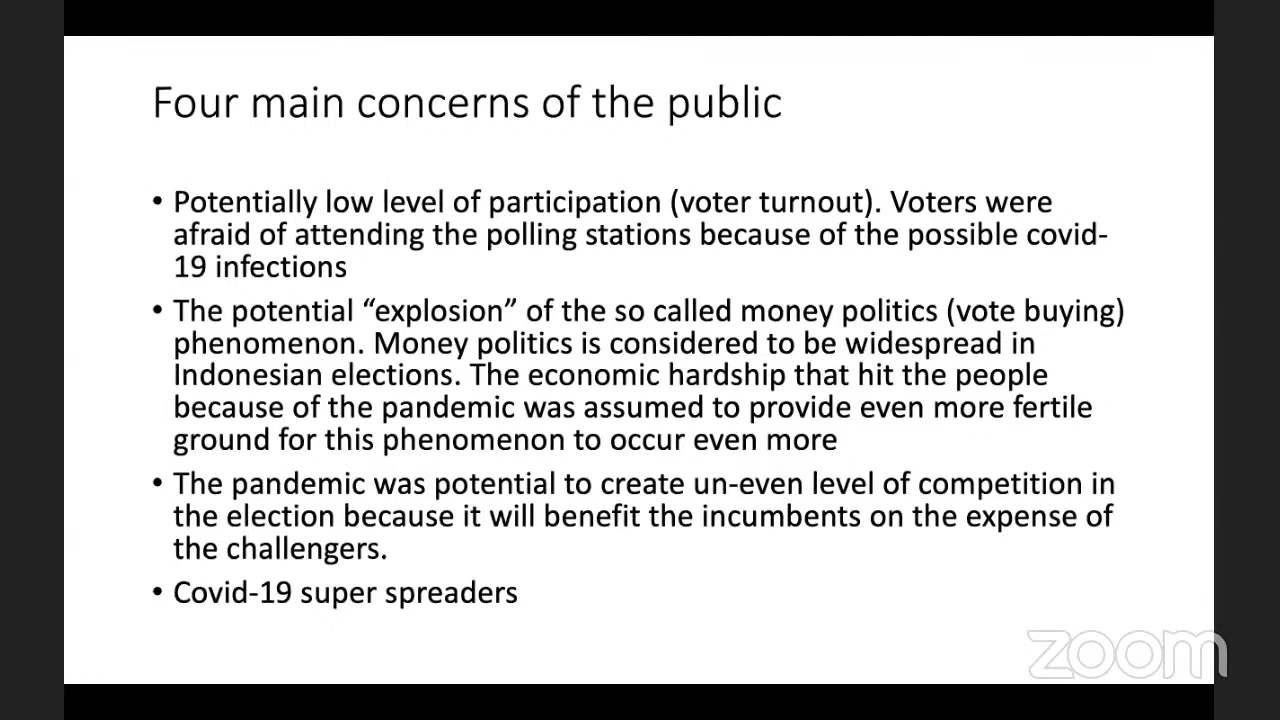 Four main concerns of the public
• Potentially low level of participation (voter turnout). Voters were
afraid of attending the polling stations because of the possible covid-
19 infections
• The potential “explosion” of the so called money politics (vote buying)
phenomenon. Money politics is considered to be widespread in
Indonesian elections. The economic hardship that hit the people
because of the pandemic was assumed to provide even more fertile
ground for this phenomenon to occur even more
• The pandemic was potential to create un-even level of competition in
the election because it will benefit the incumbents on the expense of
the challengers.
• Covid-19 super spreaders
zoom